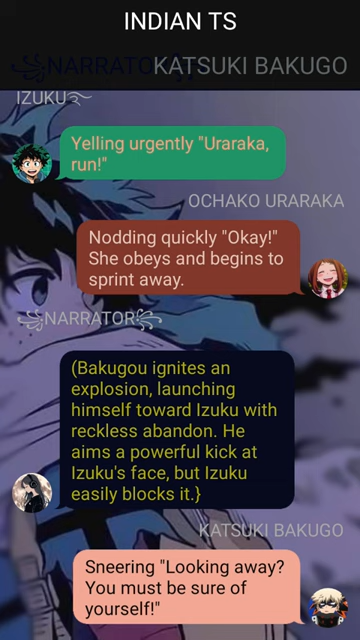 INDIAN TS
꧁NARRATOR꧂
KATSUKI BAKUGO
IZUKU࿐
Yelling urgently "Uraraka,
run!"
OCHAKO URARAKA
Nodding quickly "Okay!"
She obeys and begins to
sprint away.
꧁NARRATOR꧂
(Bakugou ignites an
explosion, launching
himself toward Izuku with
reckless abandon. He
aims a powerful kick at
Izuku's face, but Izuku
easily blocks it.}
KATSUKI BAKUGO
Sneering "Looking away?
You must be sure of
yourself!"